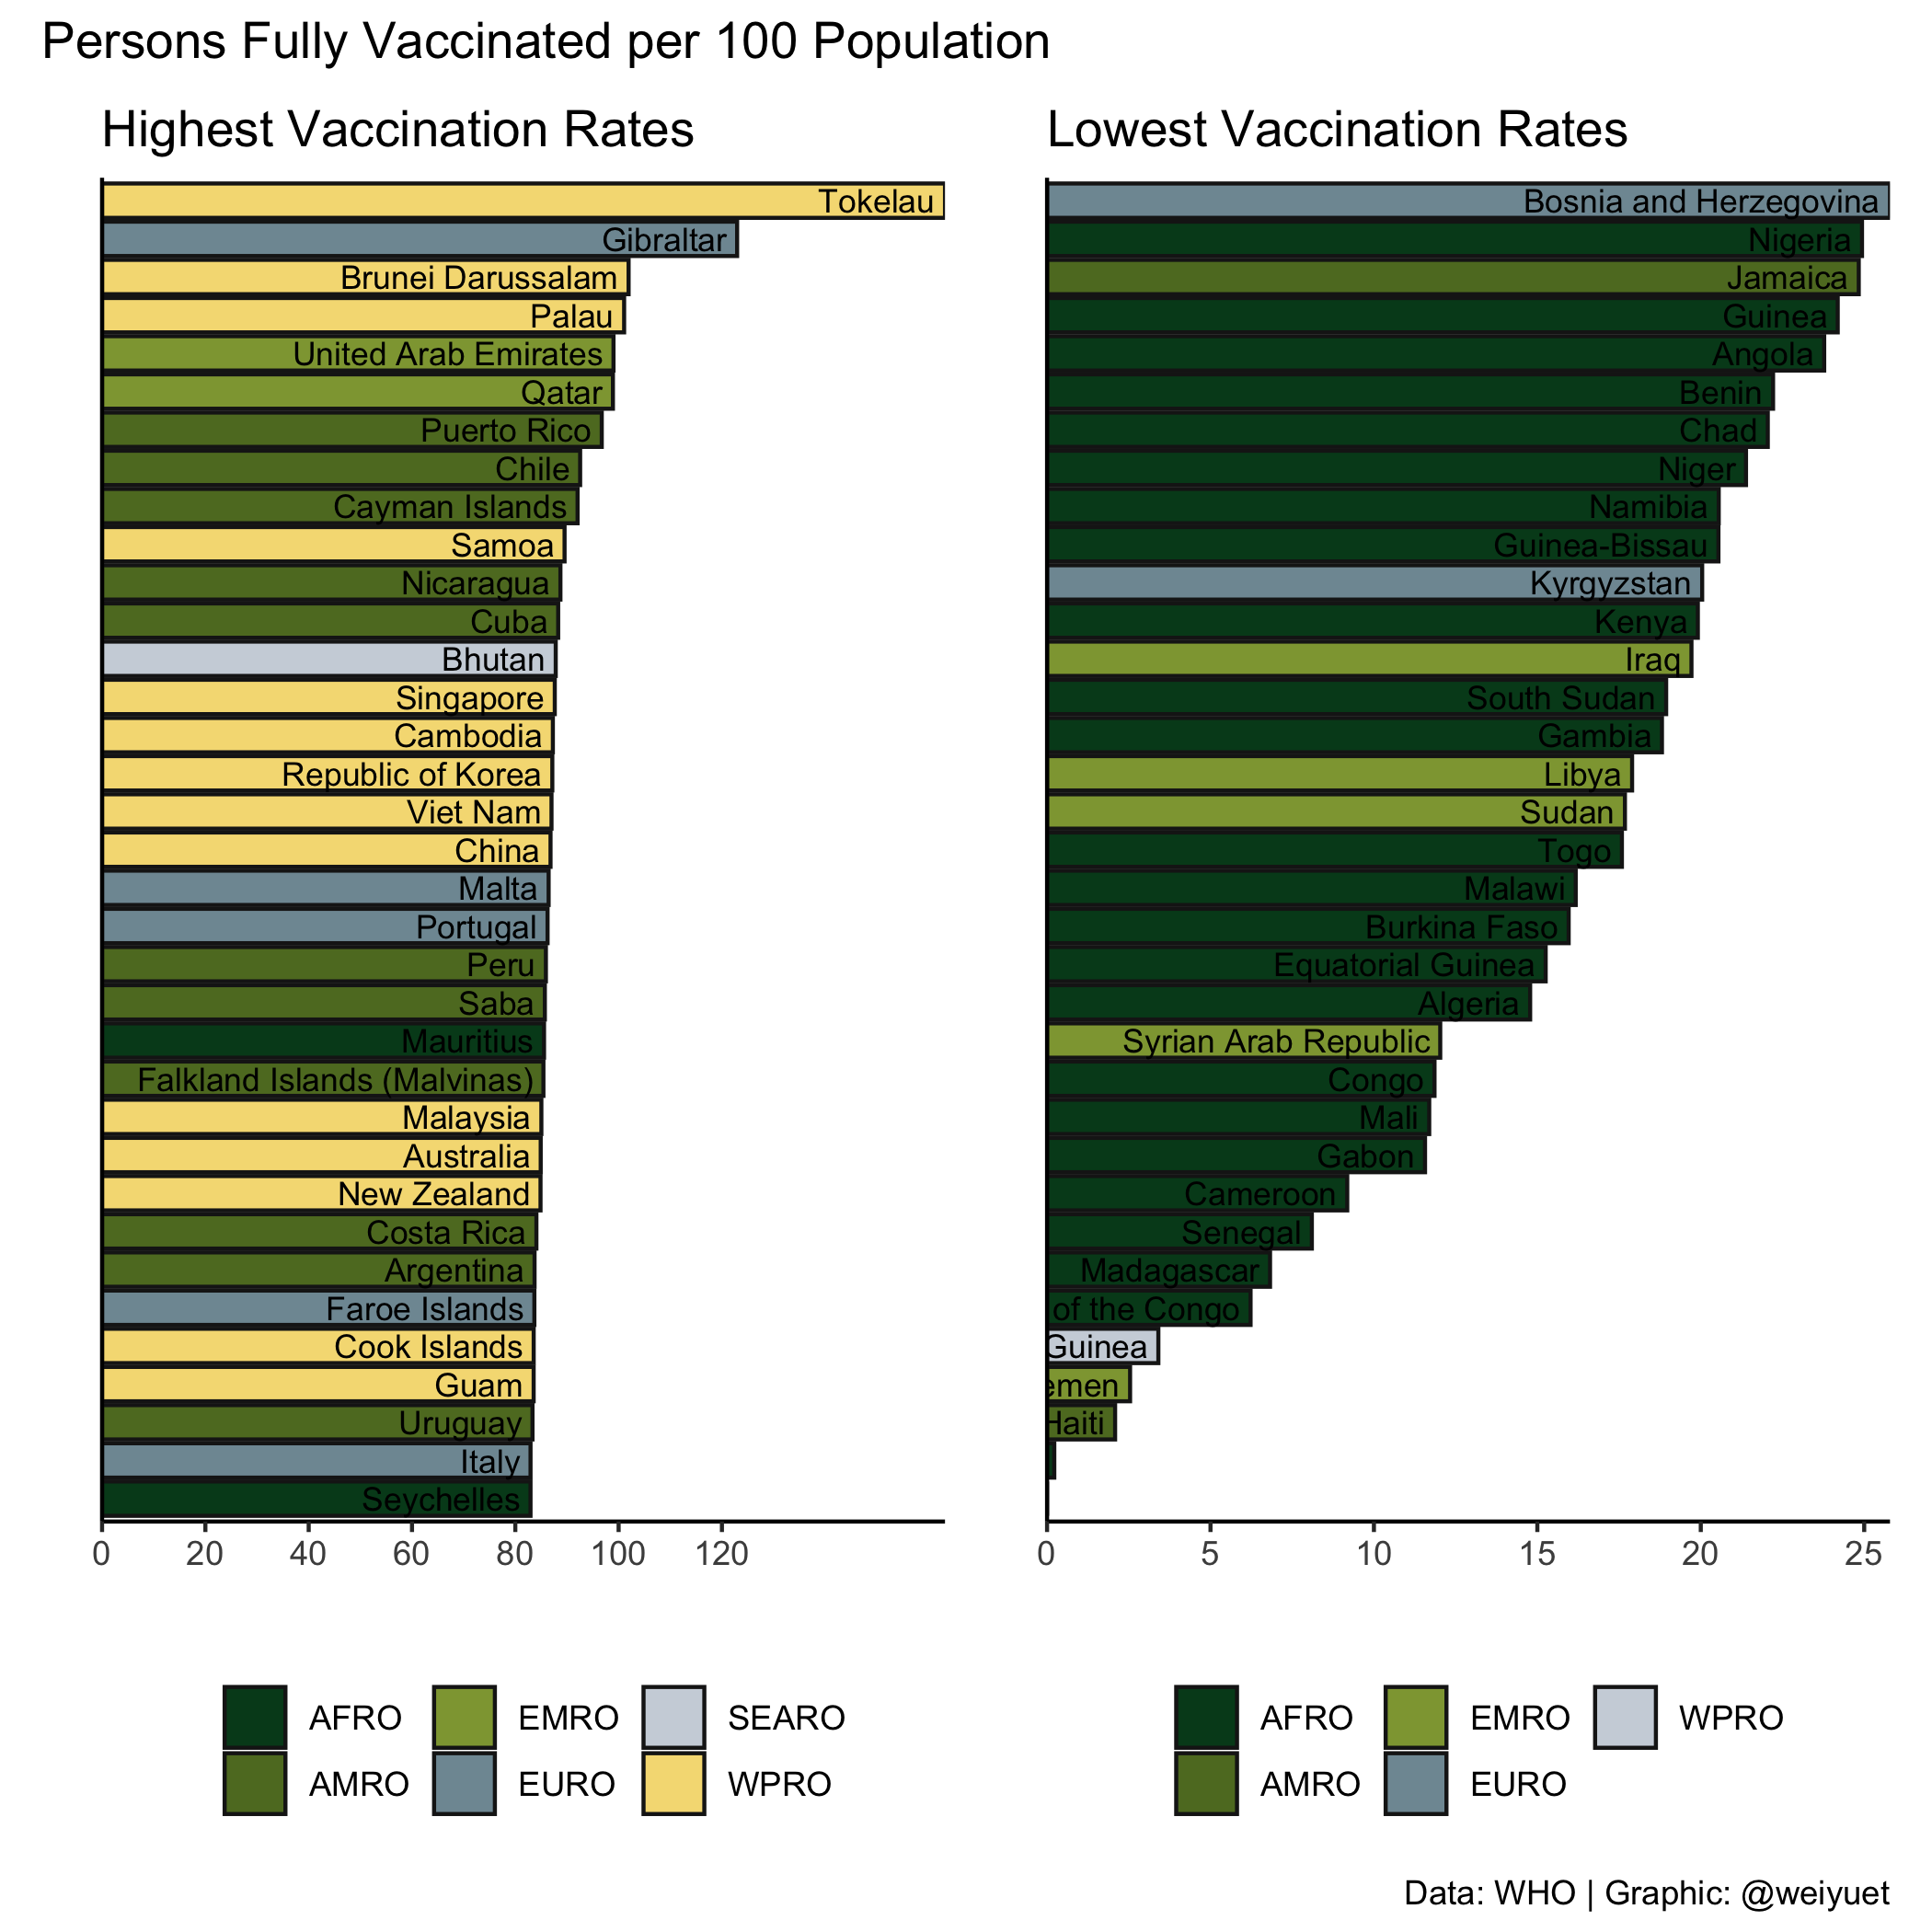 Persons Fully Vaccinated per 100 Population
Highest Vaccination Rates
Tokelau
Gibraltar
Brunei Darussalam
Palau
United Arab Emirates
Qatar
Puerto Rico
Chile
Cayman Islands
Samoa
Nicaragua
Cuba
Bhutan
Singapore
Cambodia
Republic of Korea
Viet Nam
China
Malta
Portugal
Peru
Saba
Mauritius
Falkland Islands (Malvinas)
Malaysia
Australia
New Zealand
Costa Rica
Argentina
Faroe Islands
Cook Islands
Guam
Uruguay
Italy
Seychelles
0 20 40 60 80 100 120
AFRO EMRO SEARO
AMRO EURO WPRO
Lowest Vaccination Rates
Bosnia and Herzegovina
Nigeria
Jamaica
Guinea
Angola
Benin
Chad
Niger
Namibia
Guinea-Bissau
Kyrgyzstan
Kenya
Iraq
South Sudan
Gambia
Libya
Sudan
Togo
Malawi
Burkina Faso
Equatorial Guinea
Algeria
Syrian Arab Republic
Congo
Mali
Gabon
Cameroon
Senegal
Madagascar
of the Congo
Guinea
emen
Haiti
0 5 10 15 20 25
AFRO EMRO WPRO
AMRO EURO
Data: WHO | Graphic: @weiyuet